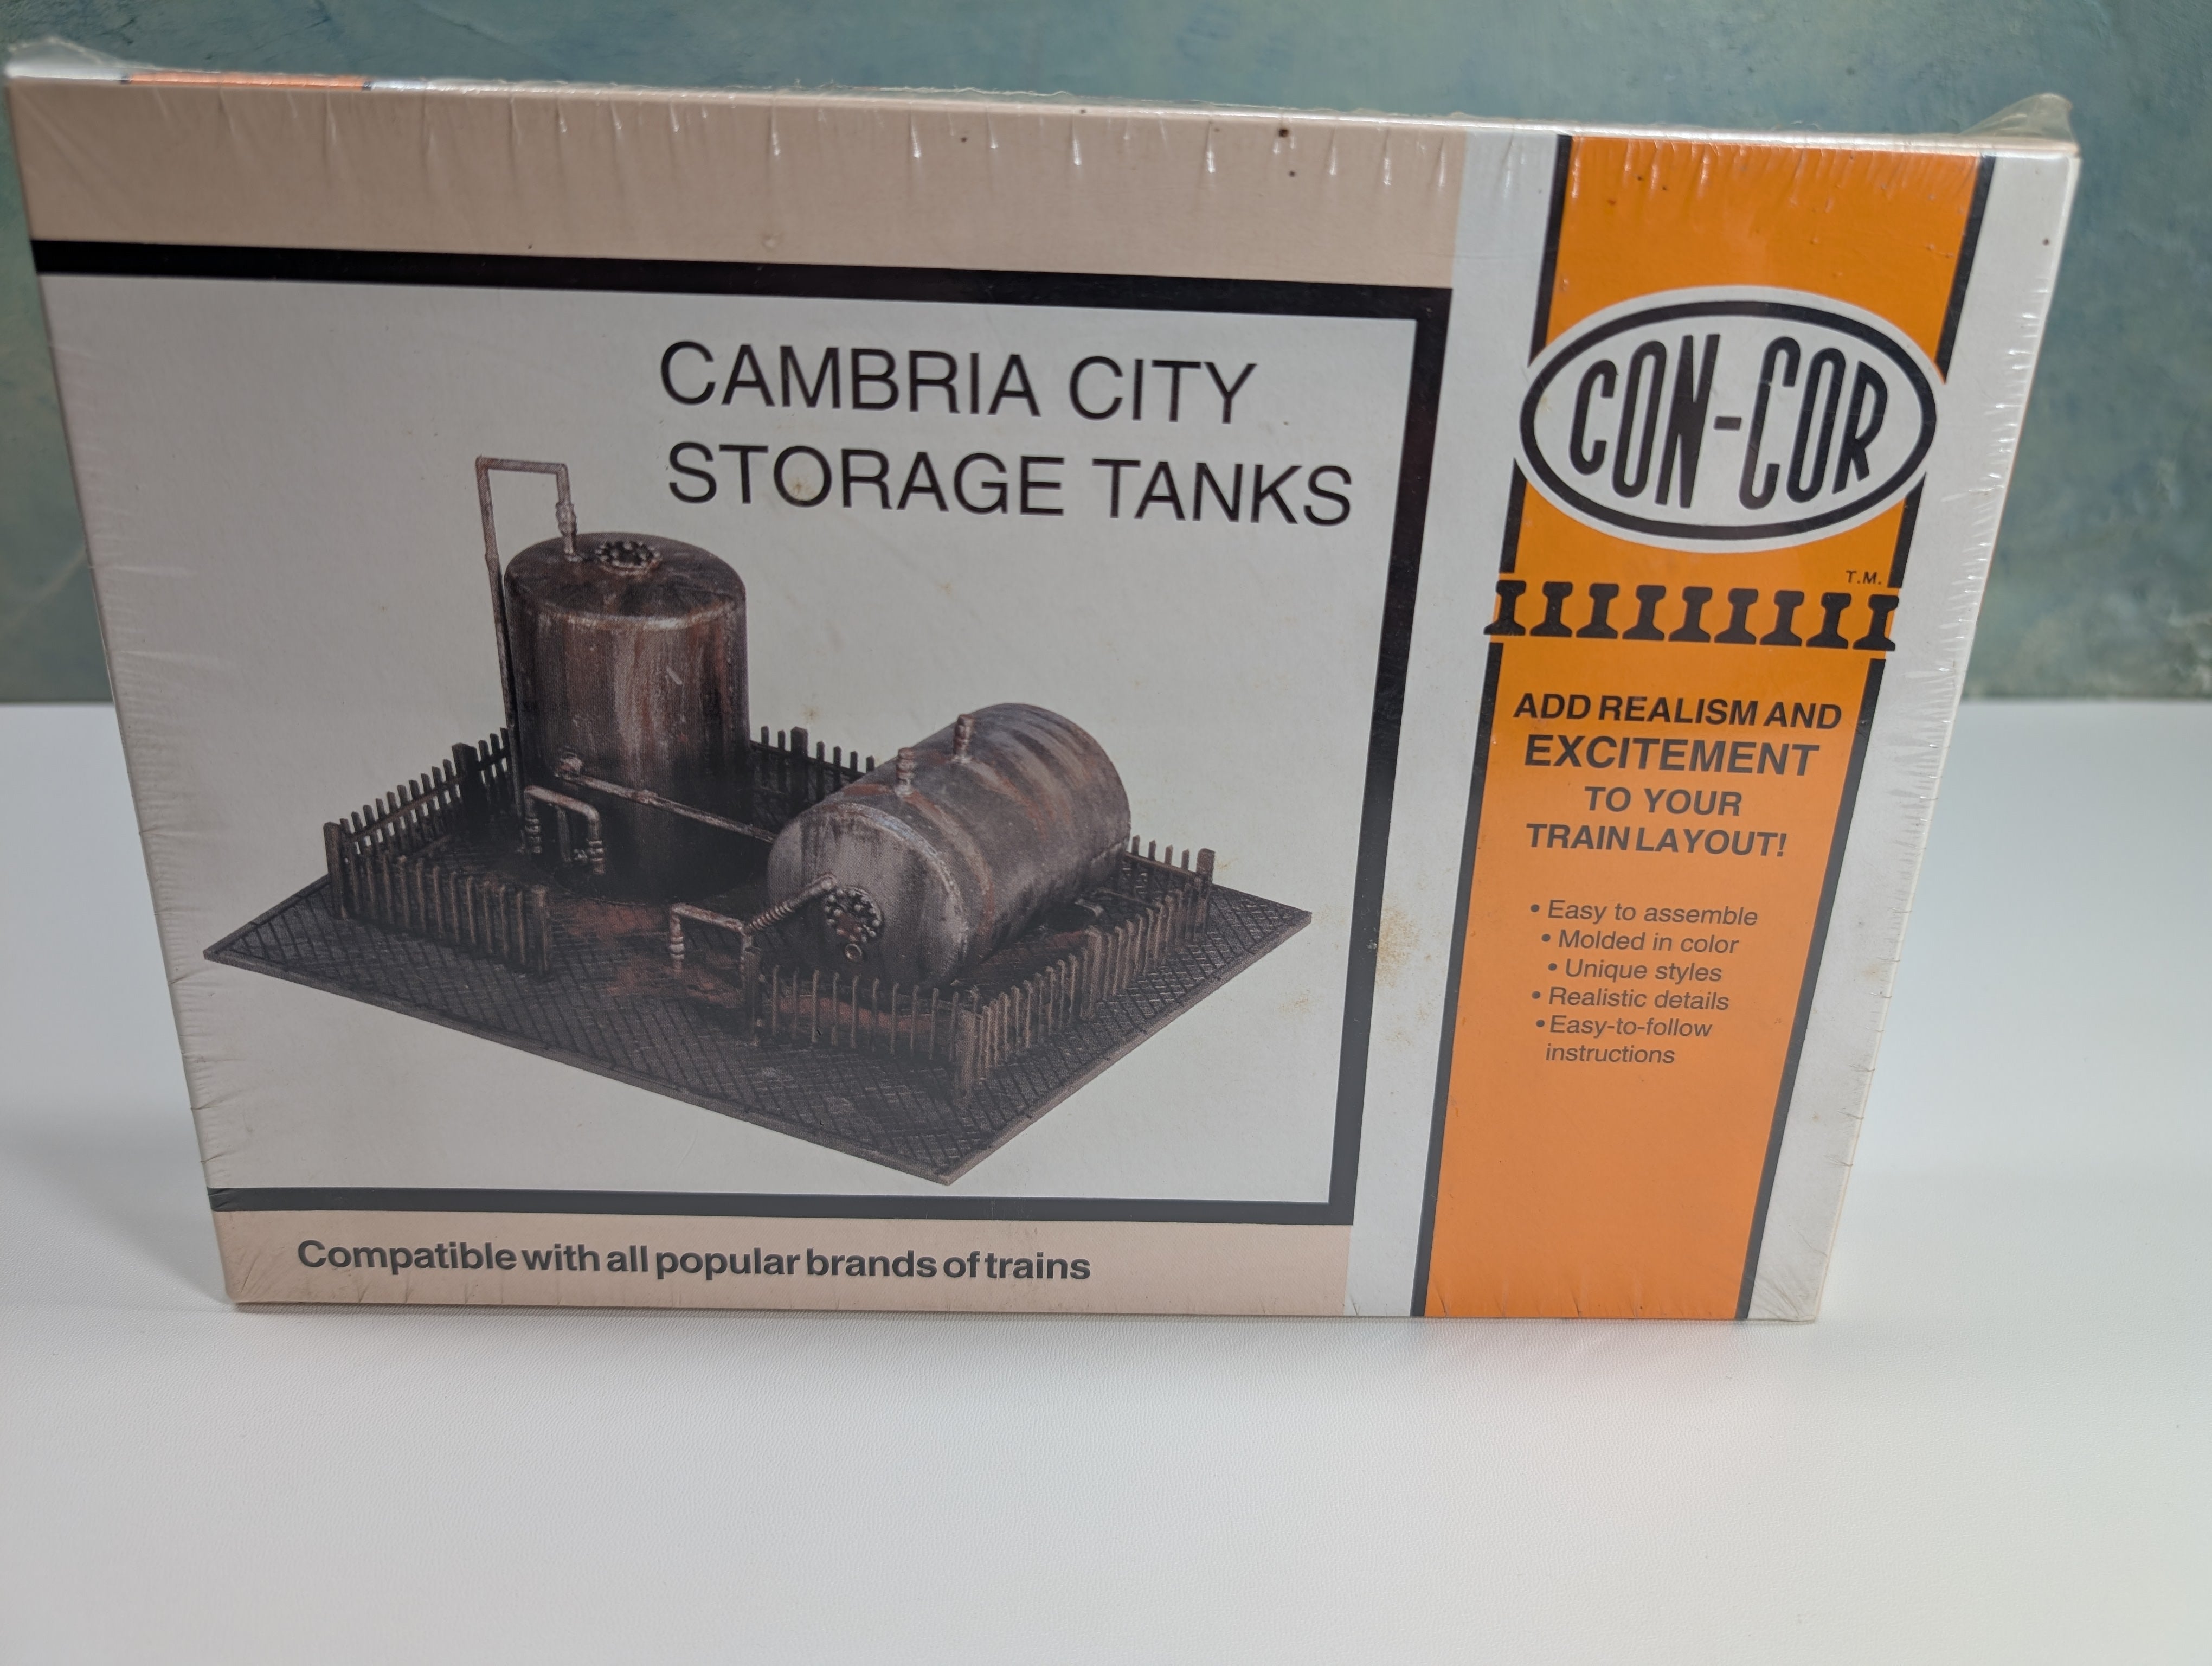 CAMBRIA CITY
STORAGE TANKS
Compatible with all popular brands of trains
CON-COR
T.M.
ADD REALISM AND
EXCITEMENT
TO YOUR
TRAIN LAYOUT!
• Easy to assemble
• Molded in color
• Unique styles
• Realistic details
• Easy-to-follow
instructions